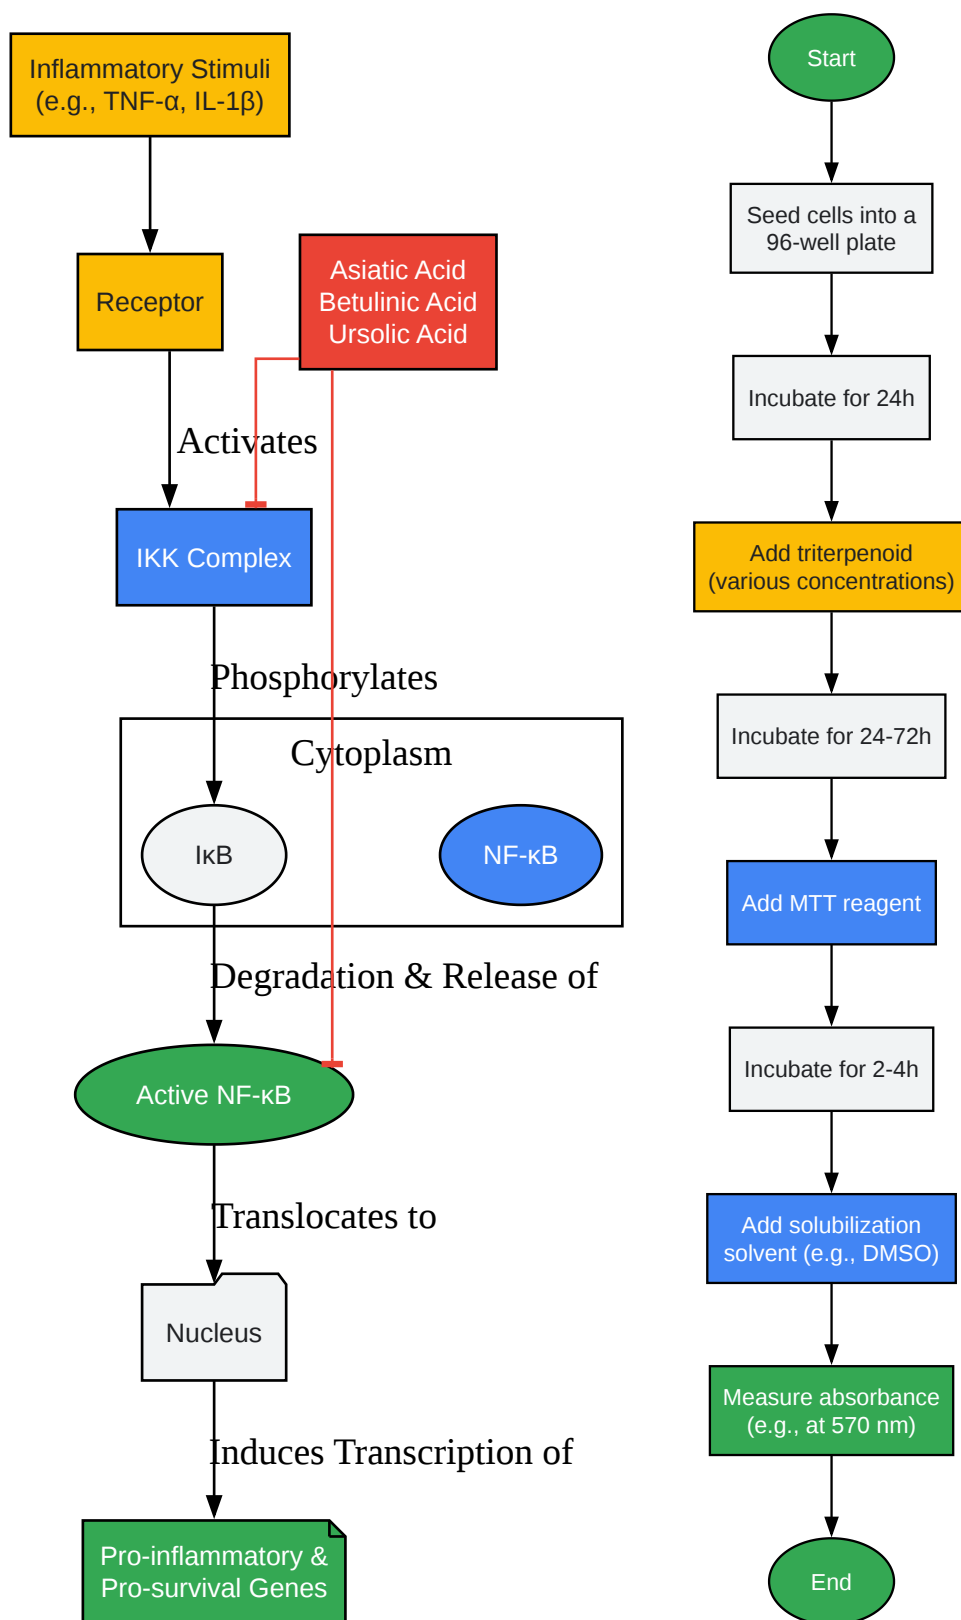 Inflammatory Stimuli
(e.g., TNF-α, IL-1β)
Receptor
Asiatic Acid
Betulinic Acid
Ursolic Acid
Activates
IKK Complex
Phosphorylates
Cytoplasm
IκB
NF-κB
Degradation & Release of
Active NF-κB
Translocates to
Nucleus
Induces Transcription of
Pro-inflammatory &
Pro-survival Genes
Start
Seed cells into a
96-well plate
Incubate for 24h
Add triterpenoid
(various concentrations)
Incubate for 24-72h
Add MTT reagent
Incubate for 2-4h
Add solubilization
solvent (e.g., DMSO)
Measure absorbance
(e.g., at 570 nm)
End